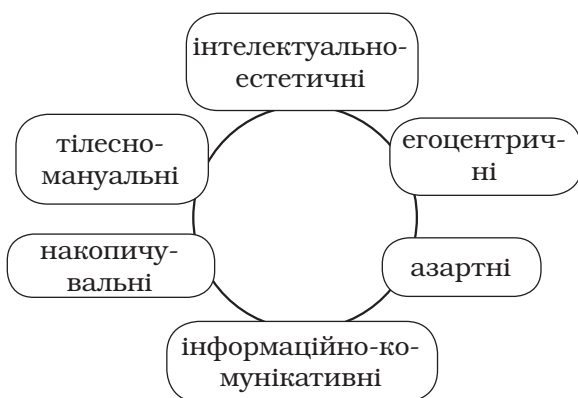 інтелектуально-
естетичні
тілесно-
мануальні
егоцентрич-
ні
накопичу-
вальні
азартні
інформаційно-ко-
мунікативні